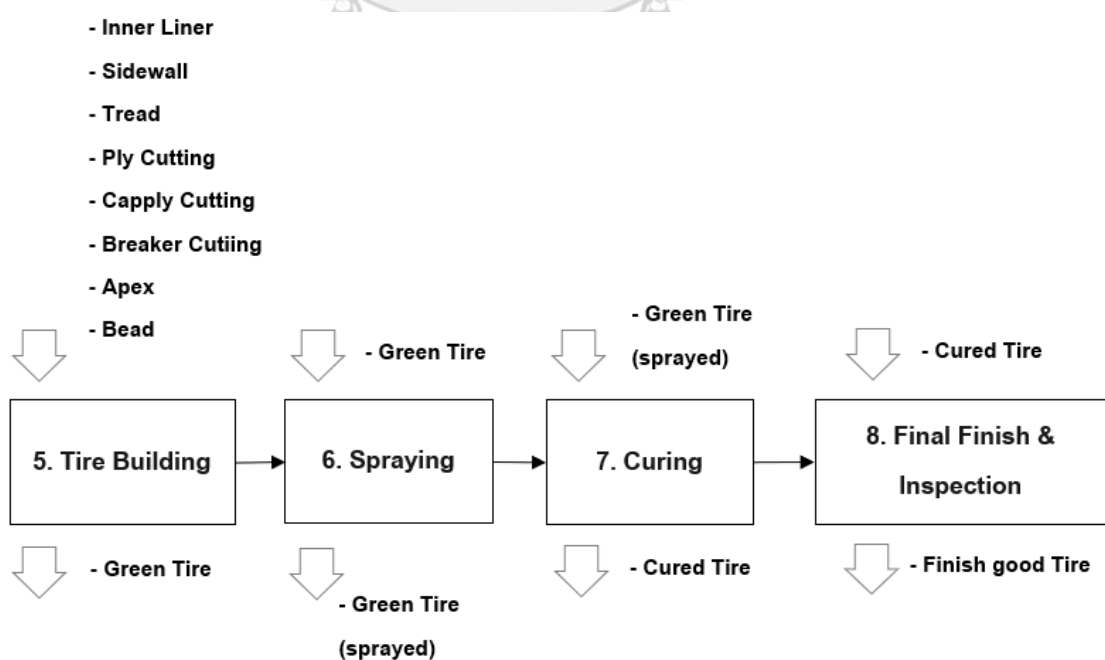 - Inner Liner
- Sidewall
- Tread
- Ply Cutting
- Capply Cutting
- Breaker Cutiing
- Apex
- Bead
- Green Tire
- Green Tire
(sprayed)
- Cured Tire
5. Tire Building
6. Spraying
7. Curing
8. Final Finish &
Inspection
- Green Tire
- Green Tire
(sprayed)
- Cured Tire
- Finish good Tire